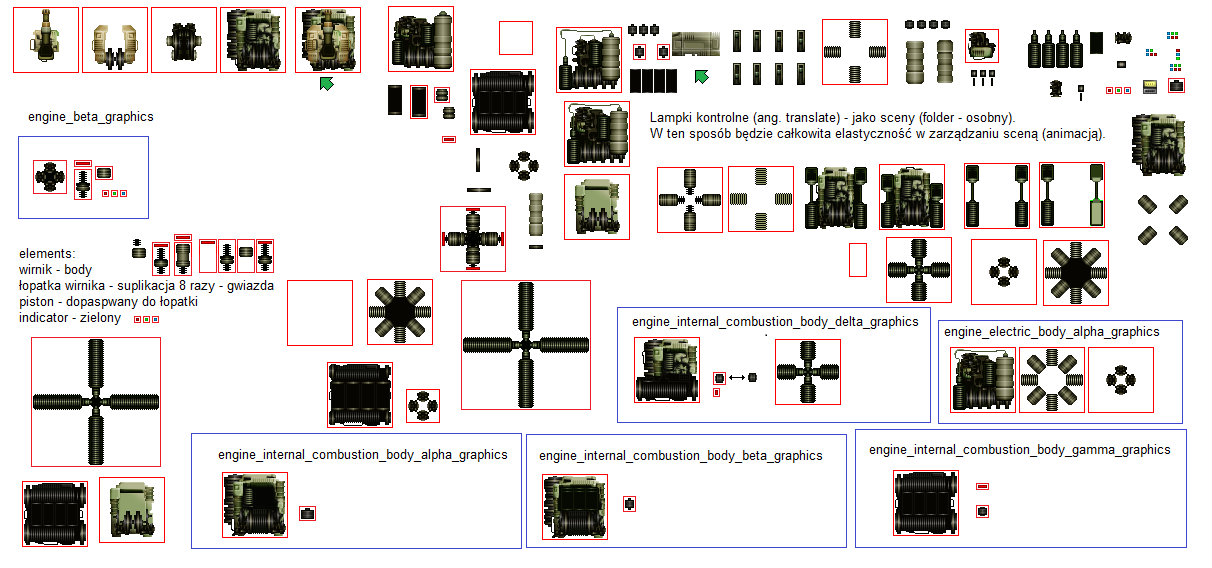 engine_beta_graphics
Lampki kontrolne (ang. translate) - jako sceny (folder - osobny).
W ten sposób będzie całkowita elastyczność w zarządzaniu sceną (animacją).
elements:
wirnik - body
łopatka wirnika - suplikacja 8 razy - gwiazda
piston - dopaspwany do łopatki
indicator - zielony
engine_internal_combustion_body_delta_graphics
engine_electric_body_alpha_graphics
engine_internal_combustion_body_alpha_graphics
engine_internal_combustion_body_beta_graphics
engine_internal_combustion_body_gamma_graphics